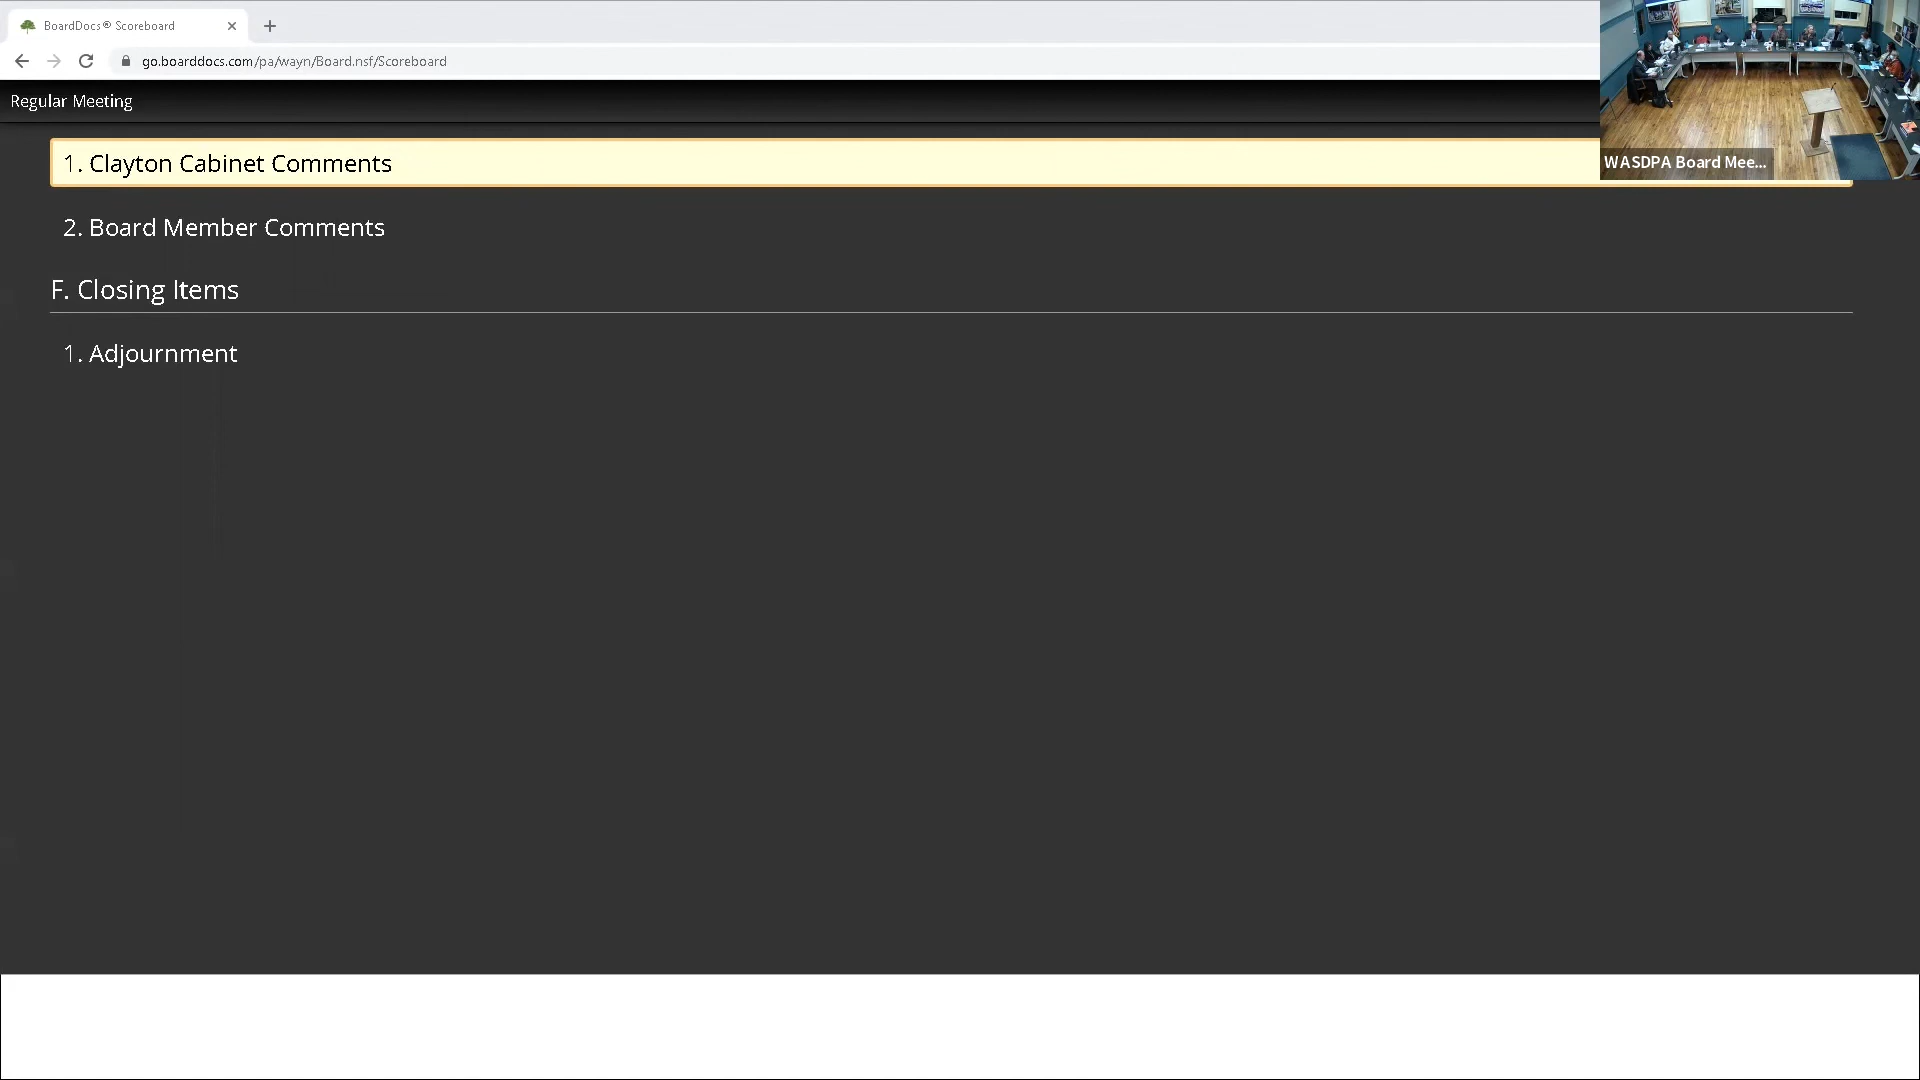 BoardDocs® Scoreboard
go.boarddocs.com/pa/wayn/Board.nsf/Scoreboard
Regular Meeting
WASDPA Board Mee...
1. Clayton Cabinet Comments
2. Board Member Comments
F. Closing Items
1. Adjournment